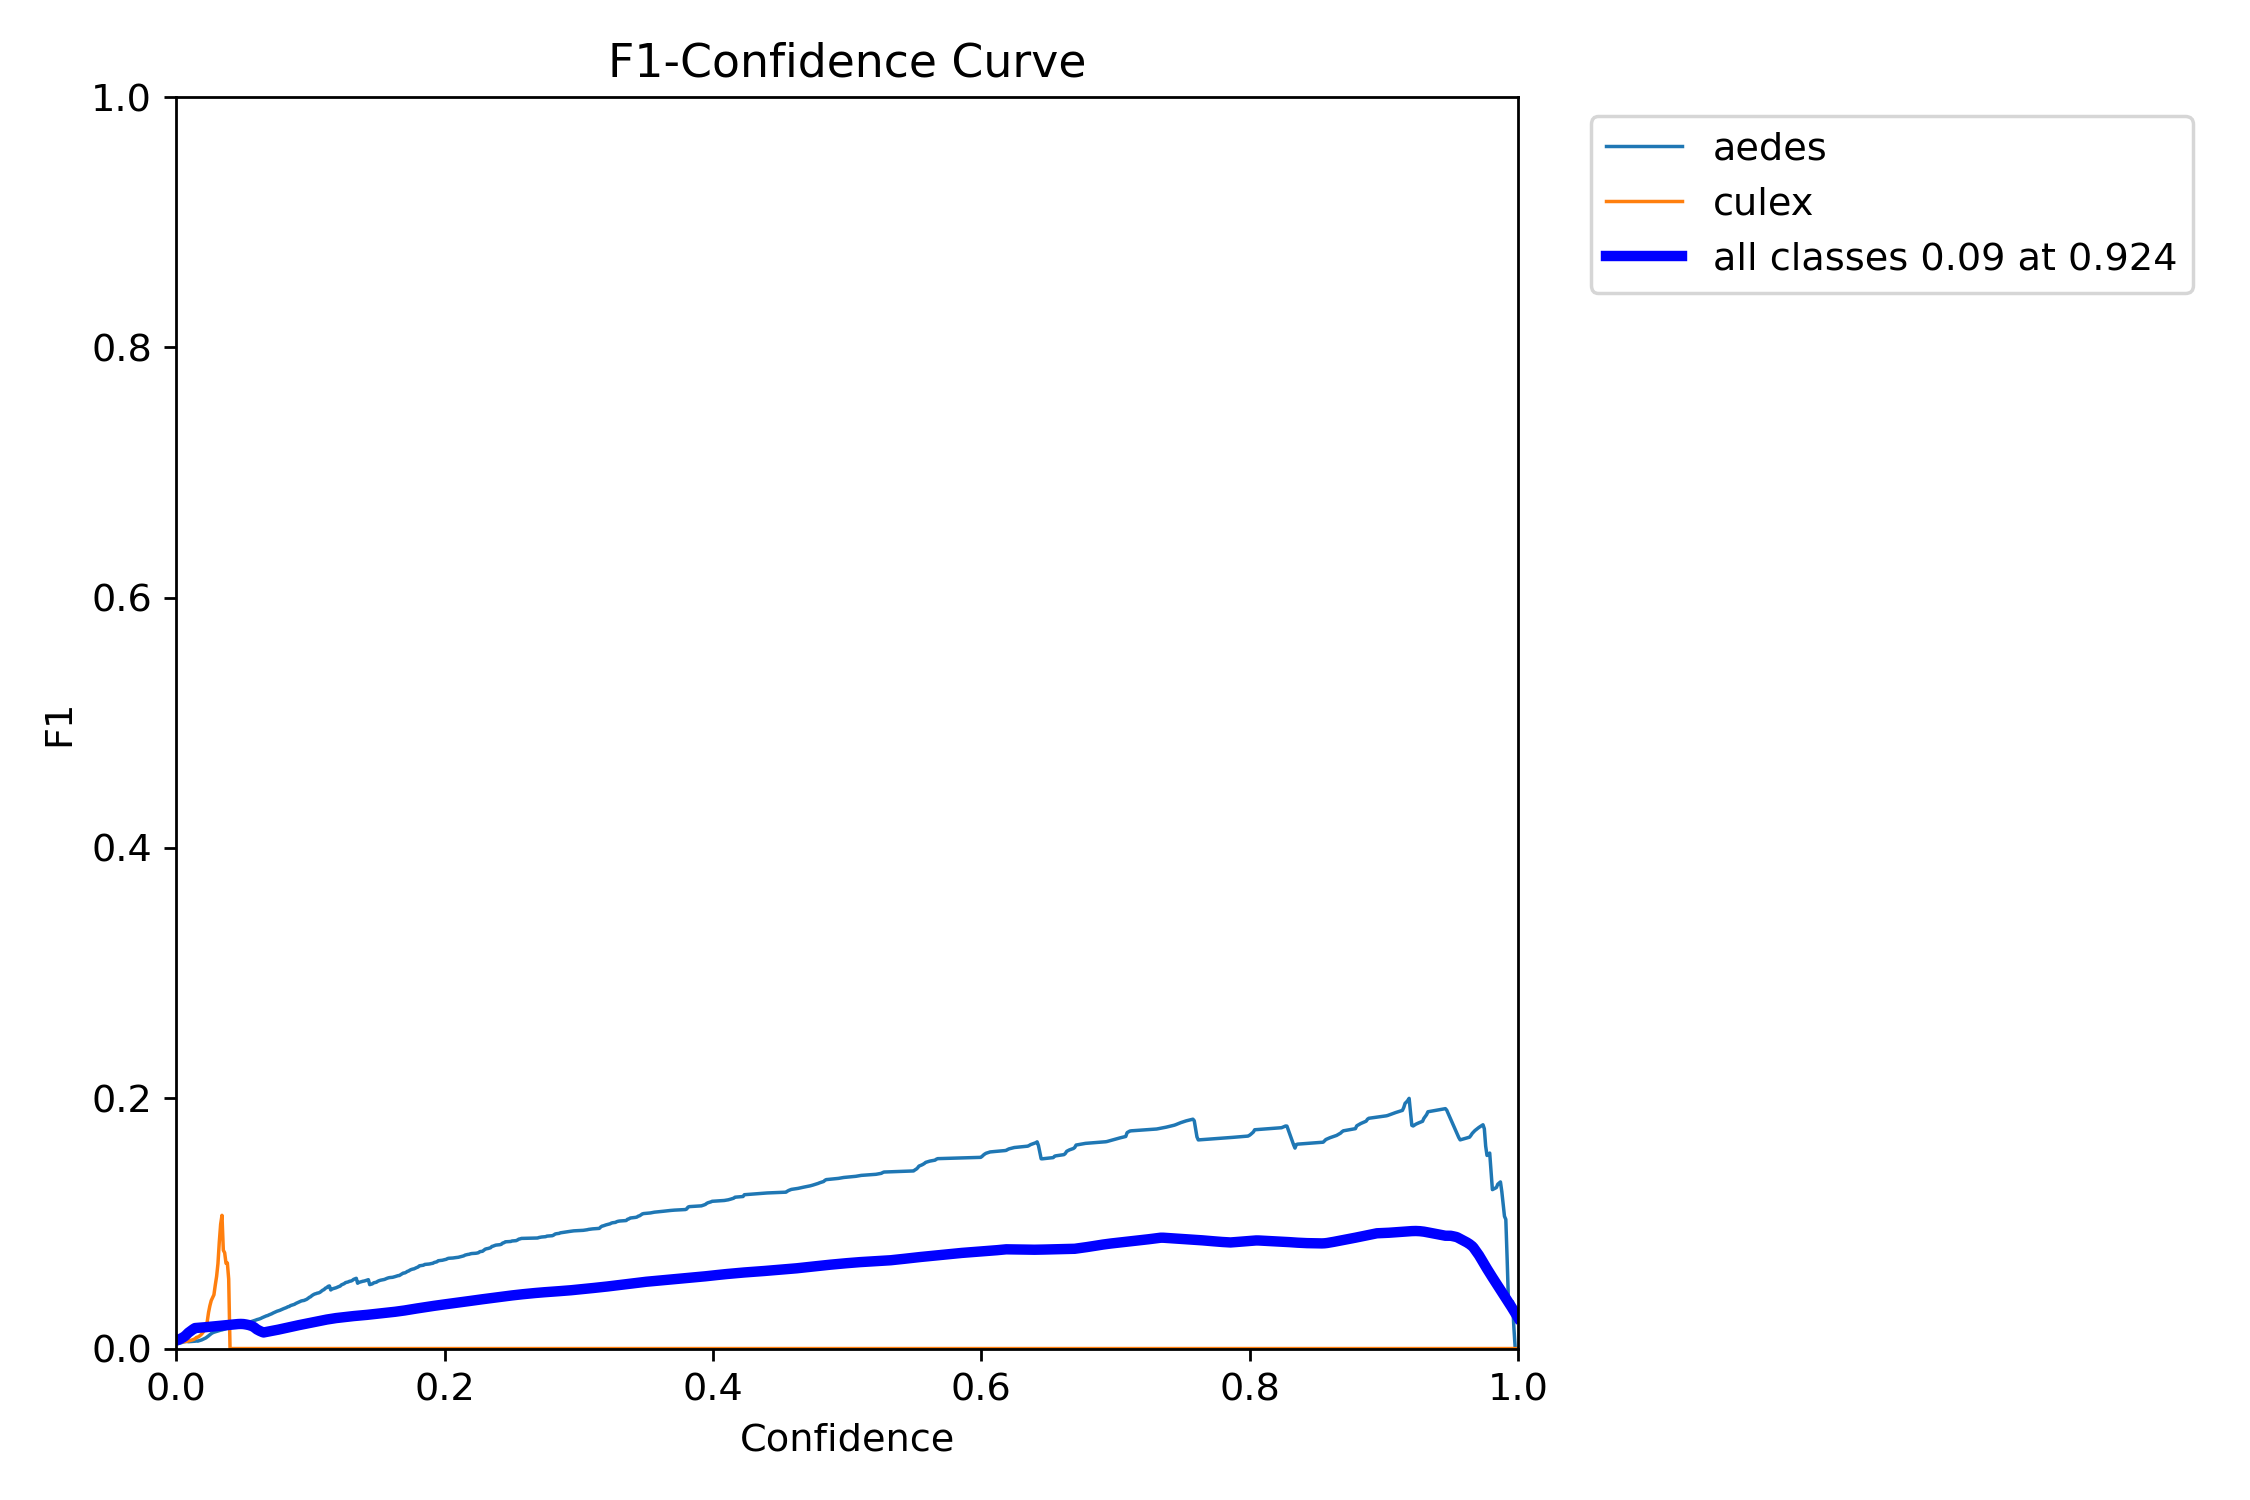 F1-Confidence Curve
1.0
0.8
0.6
0.4
0.2
0.0
F1
0.0 0.2 0.4 0.6 0.8 1.0
Confidence
aedes
culex
all classes 0.09 at 0.924